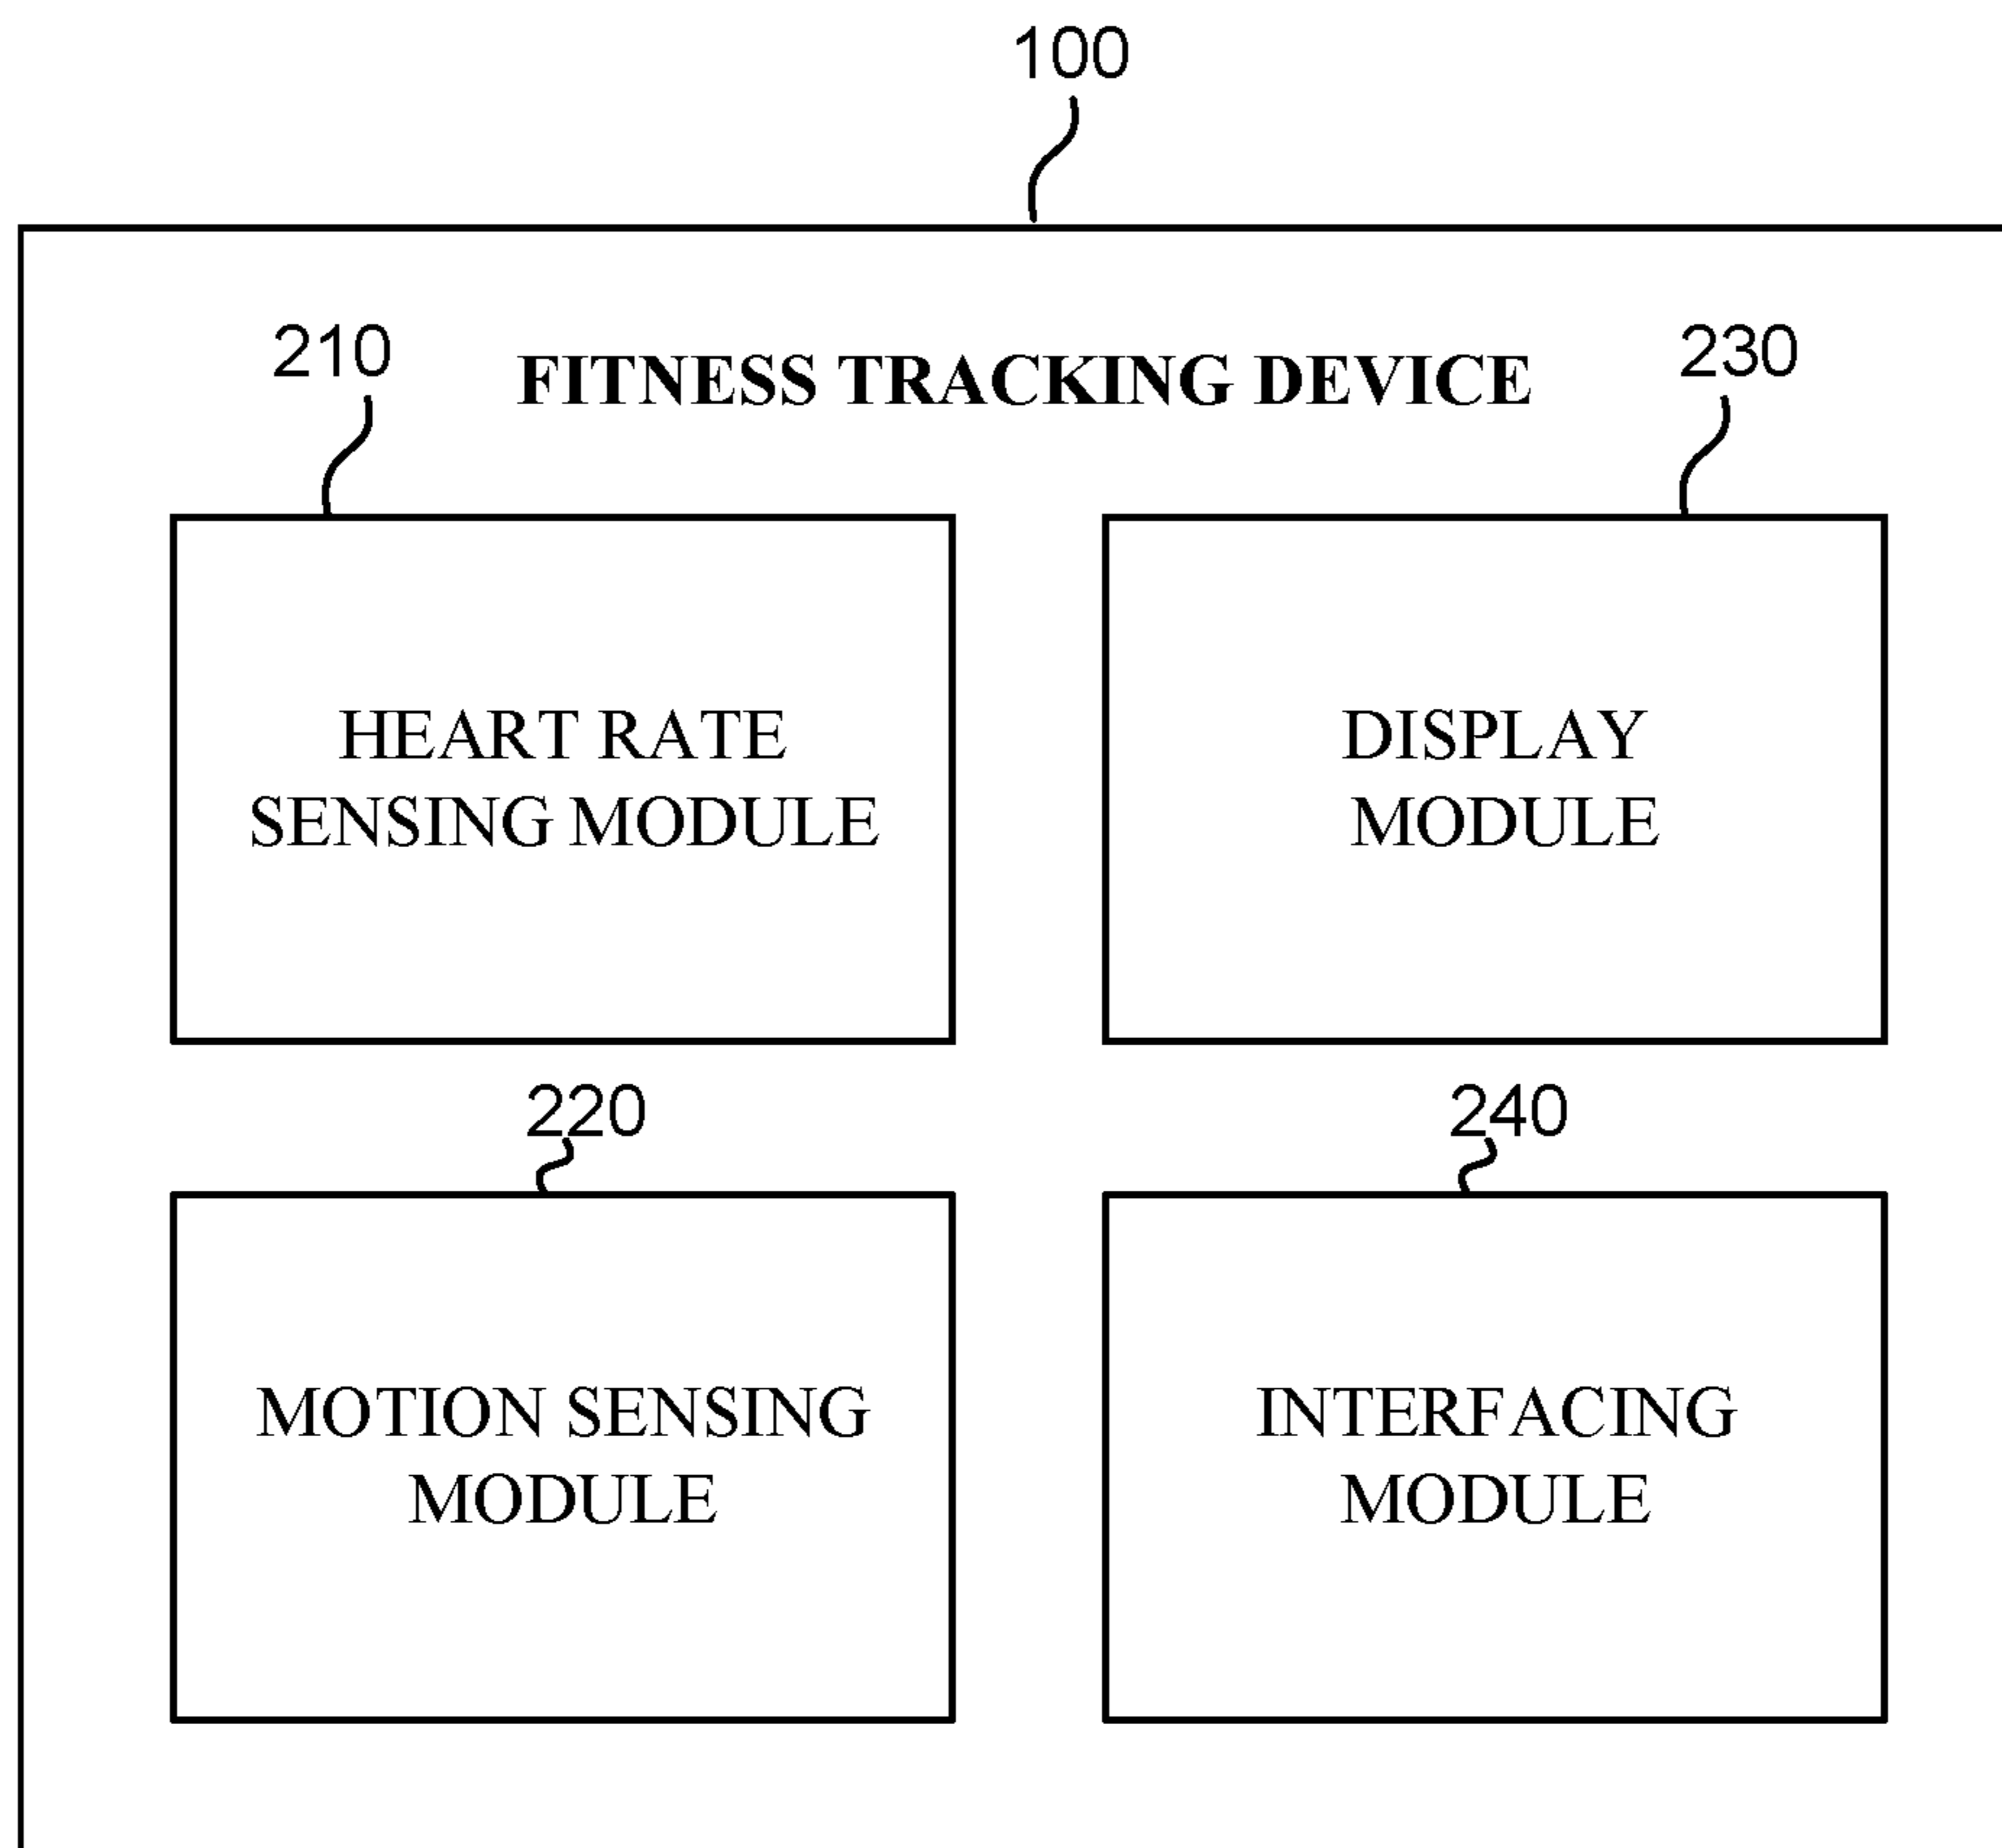 100
210
FITNESS TRACKING DEVICE
230
HEART RATE
SENSING MODULE
DISPLAY
MODULE
220
240
MOTION SENSING
MODULE
INTERFACING
MODULE